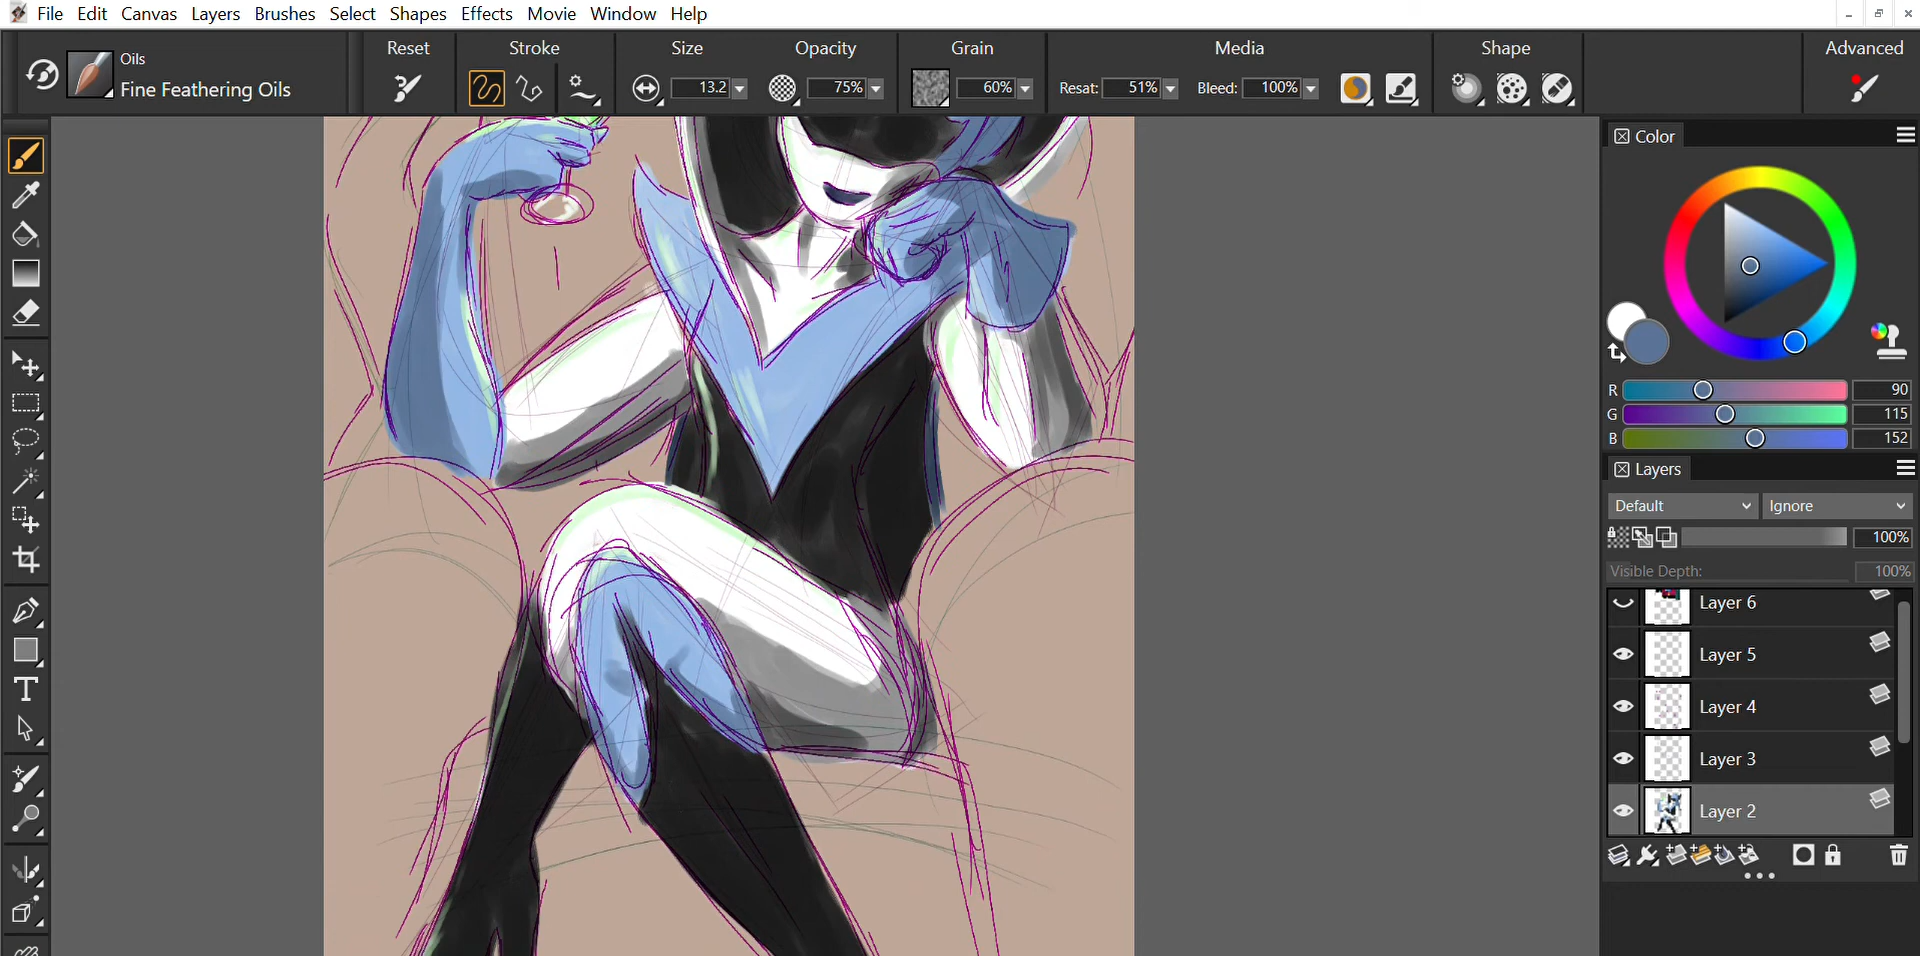 File Edit Canvas Layers Brushes Select Shapes Effects Movie Window Help
Oils
Fine Feathering Oils
Reset Stroke Size Opacity Grain Media Shape Advanced
13.2 75% 60% Resat: 51% Bleed: 100%
Color
R 90
G 115
B 152
Layers
Default Ignore
100%
Visible Depth: 100%
Layer 6
Layer 5
Layer 4
Layer 3
Layer 2
T